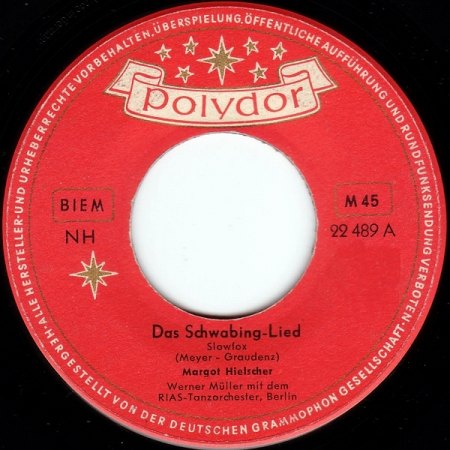 H·ALLE HERSTELLER- UND URHEBERRECHTE VORBEHALTEN, ÜBERSPIELUNG, ÖFFENTLICHE AUFFÜHRUNG UND RUNDFUNKSENDUNG VERBOTEN.
polydor
BIEM
M 45
NH
22 489 A
Das Schwabing-Lied
Slowfox
(Meyer - Graudenz)
Margot Hielscher
Werner Müller mit dem
RIAS-Tanzorchester, Berlin
HERGESTELLT VON DER DEUTSCHEN GRAMMOPHON GESELLSCHAFT·